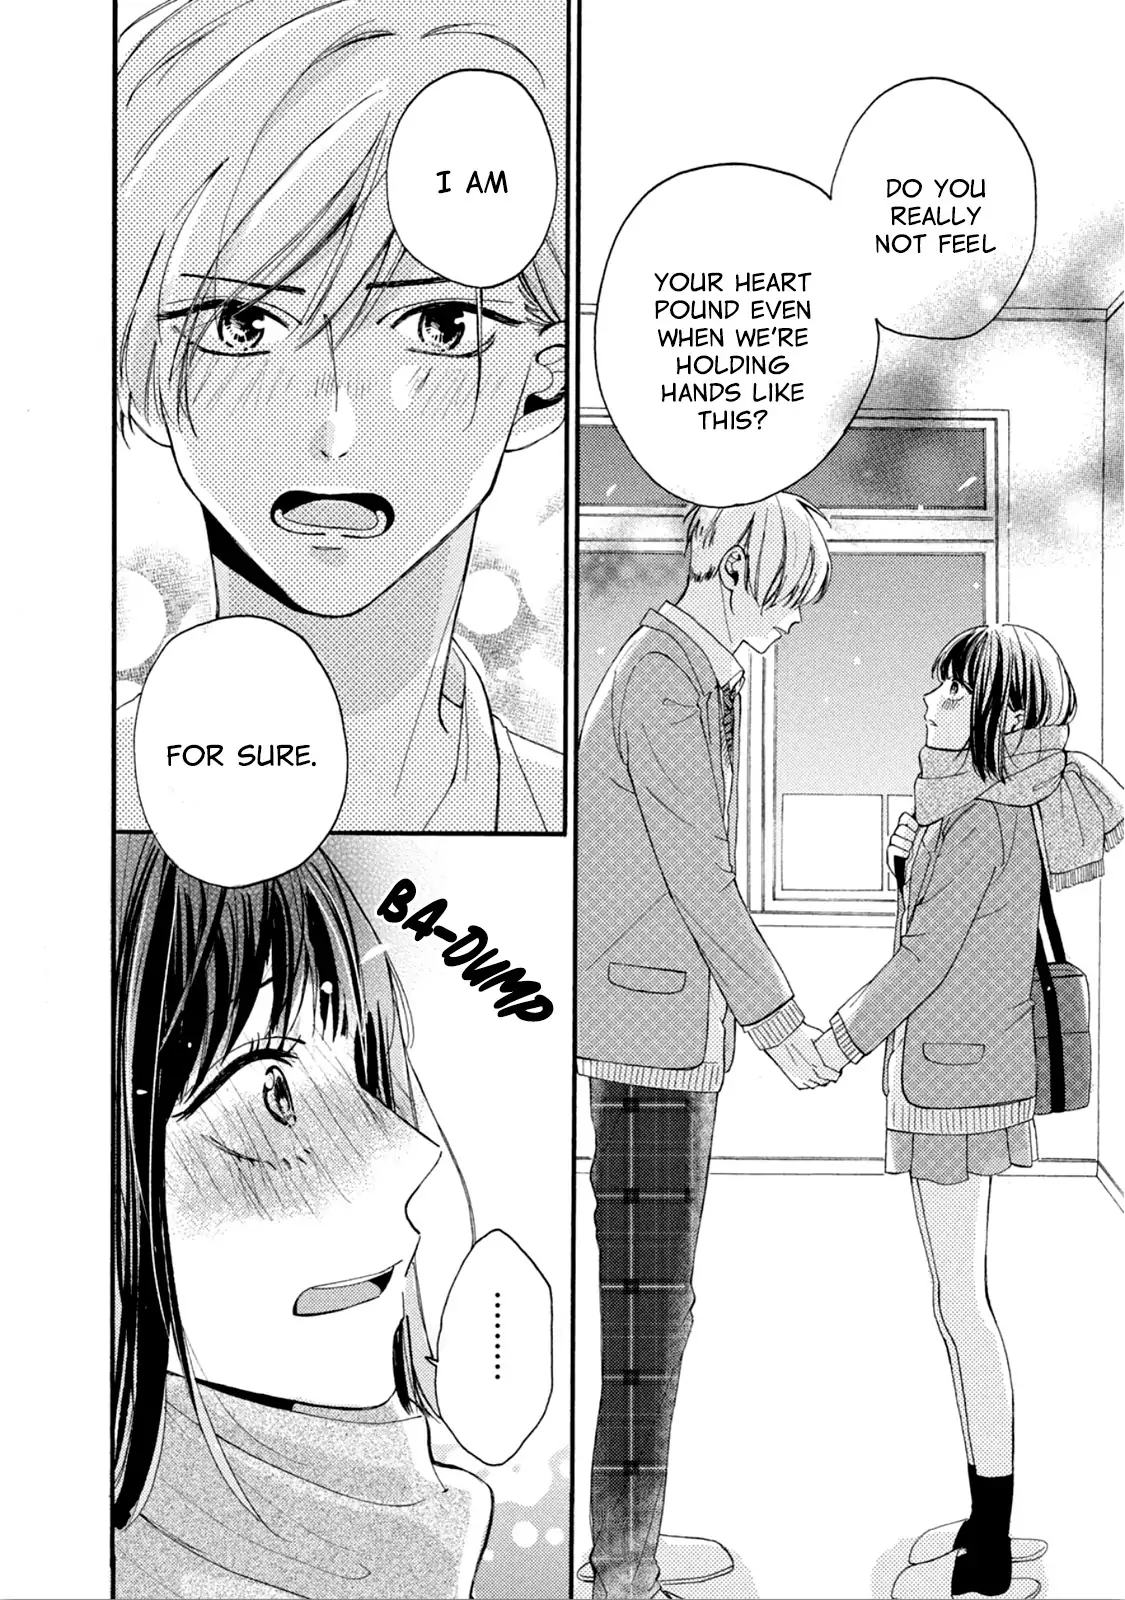 DO YOU
REALLY
NOT FEEL
YOUR HEART
POUND EVEN
WHEN WE'RE
HOLDING
HANDS LIKE
THIS?
I AM
FOR SURE.
BA-DUMP
.........